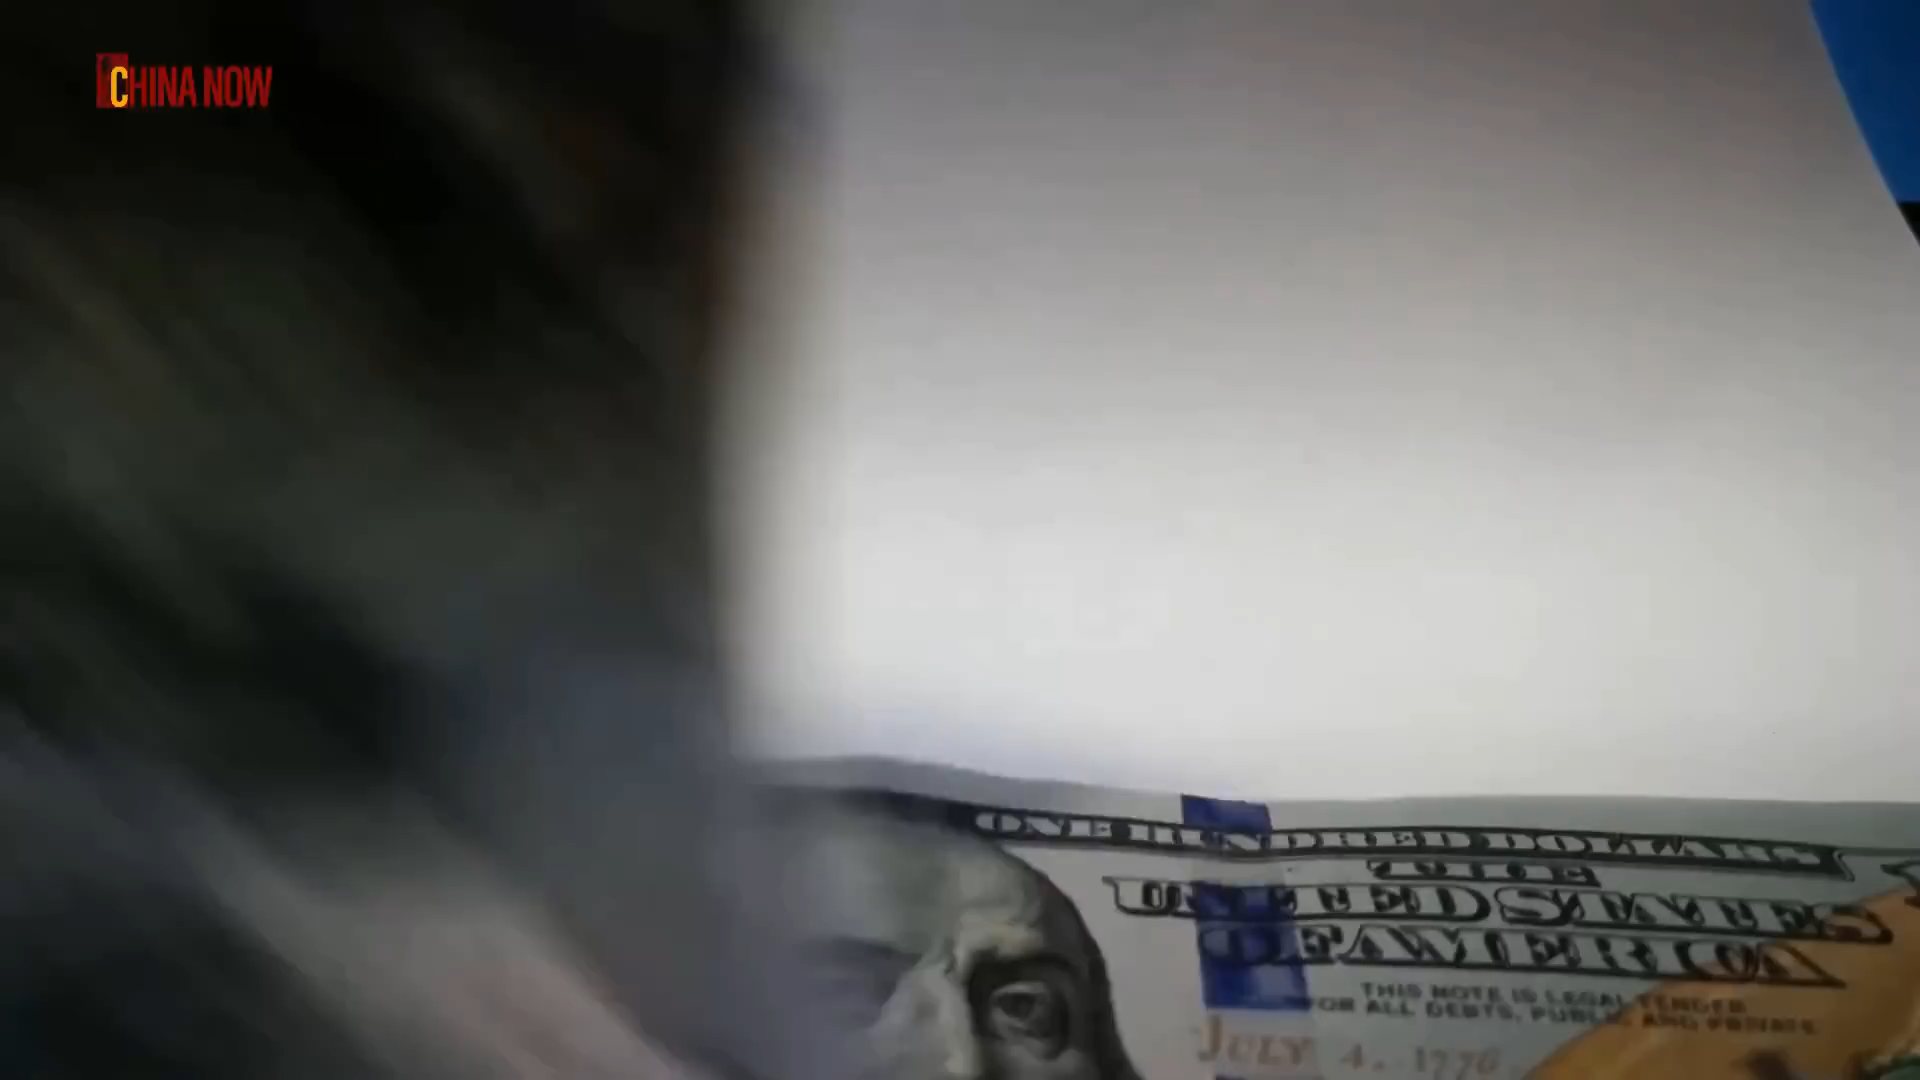 CHINA NOW
ONE HUNDRED DOLLARS
THE
UNITED STATES
OF AMERICA
THIS NOTE IS LEGAL TENDER
FOR ALL DEBTS, PUBLIC AND PRIVATE
JULY 4, 1776